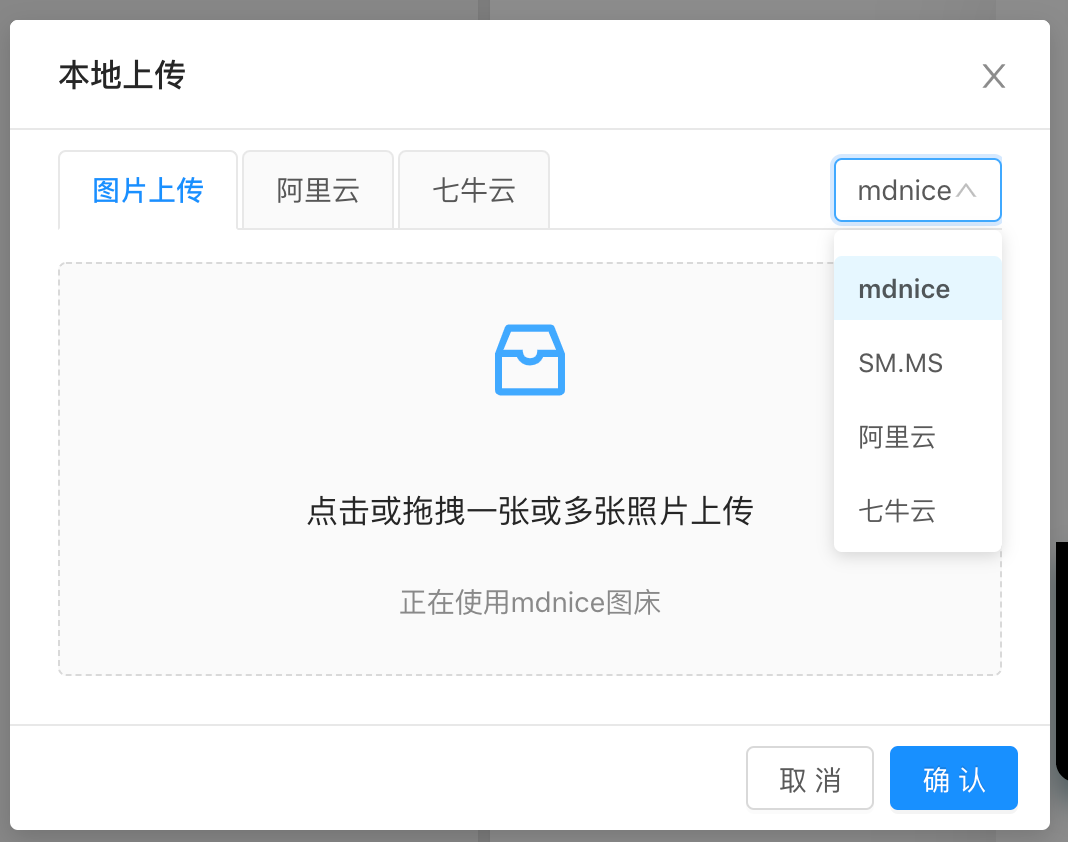 本地上传
图片上传
阿里云
七牛云
mdnice
mdnice
SM.MS
阿里云
七牛云
点击或拖拽一张或多张照片上传
正在使用mdnice图床
取 消
确 认